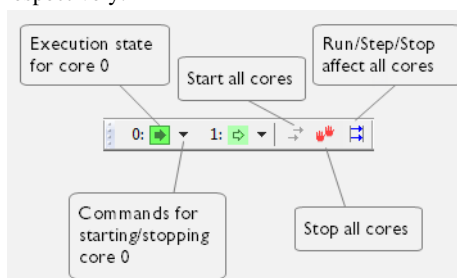 Execution state
for core 0
Run/Step/Stop
affect all cores
Start all cores
0:
1:
Commands for
starting/stopping
core 0
Stop all cores